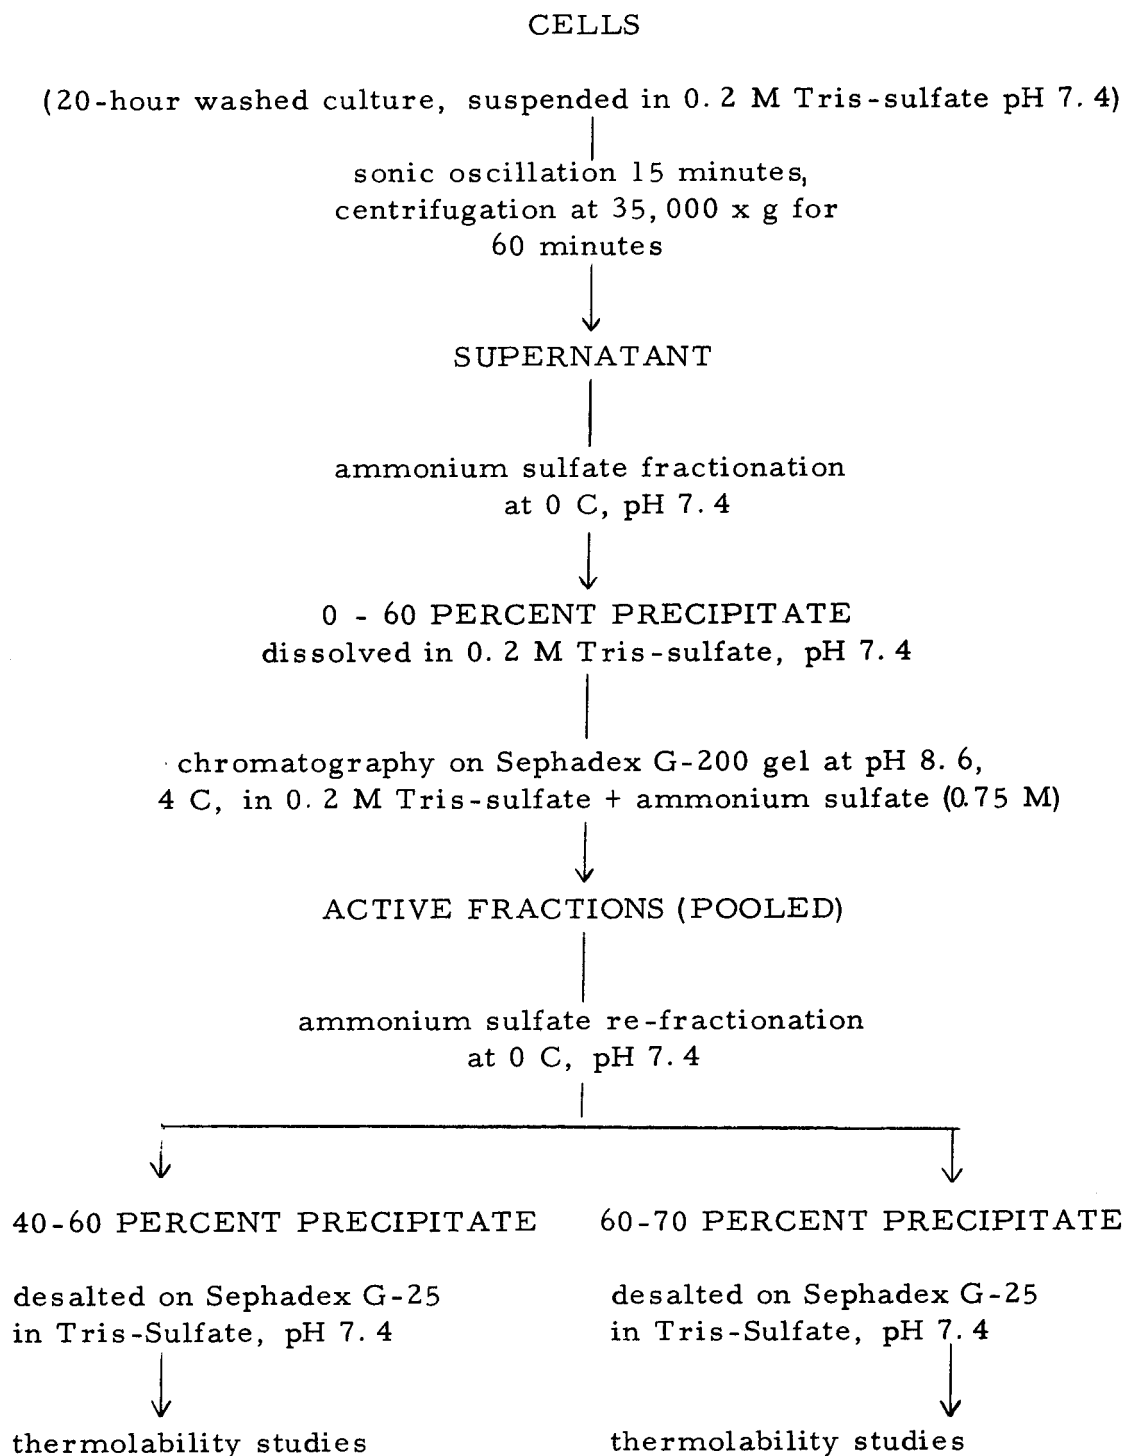 CELLS
(20-hour washed culture, suspended in 0.2 M Tris-sulfate pH 7.4)
sonic oscillation 15 minutes,
centrifugation at 35,000 x g for
60 minutes
SUPERNATANT
ammonium sulfate fractionation
at 0 C, pH 7.4
0 - 60 PERCENT PRECIPITATE
dissolved in 0.2 M Tris-sulfate, pH 7.4
chromatography on Sephadex G-200 gel at pH 8.6,
4 C, in 0.2 M Tris-sulfate + ammonium sulfate (0.75 M)
ACTIVE FRACTIONS (POOLED)
ammonium sulfate re-fractionation
at 0 C, pH 7.4
40-60 PERCENT PRECIPITATE
desalted on Sephadex G-25
in Tris-Sulfate, pH 7.4
thermolability studies
60-70 PERCENT PRECIPITATE
desalted on Sephadex G-25
in Tris-Sulfate, pH 7.4
thermolability studies